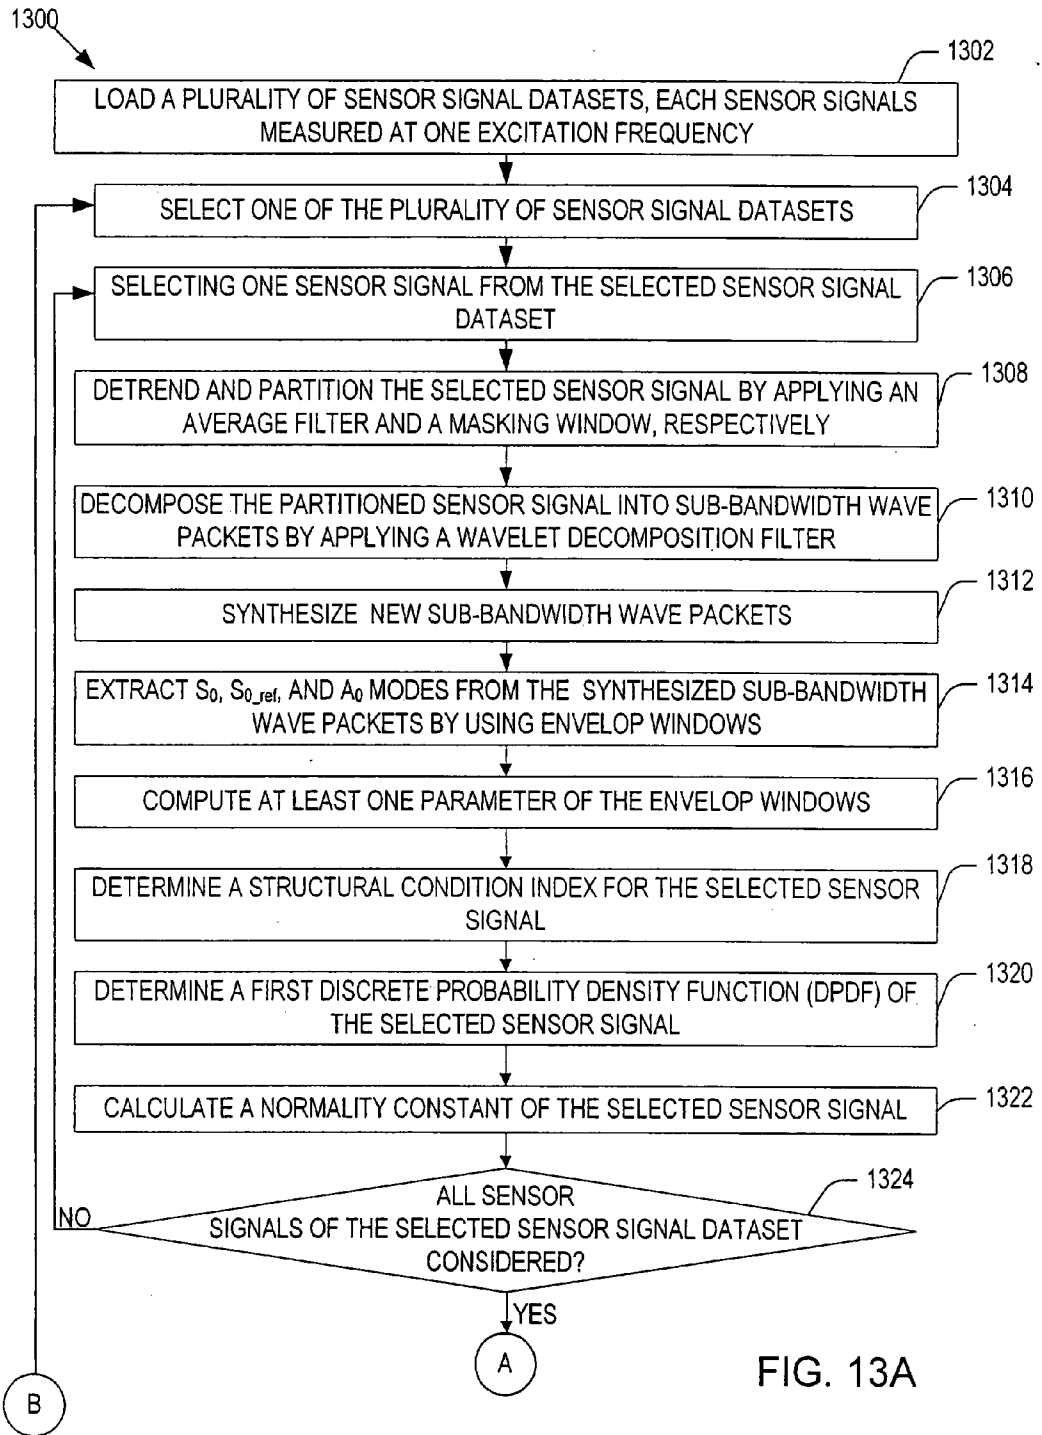 1300
1302
LOAD A PLURALITY OF SENSOR SIGNAL DATASETS, EACH SENSOR SIGNALS
MEASURED AT ONE EXCITATION FREQUENCY
1304
SELECT ONE OF THE PLURALITY OF SENSOR SIGNAL DATASETS
1306
SELECTING ONE SENSOR SIGNAL FROM THE SELECTED SENSOR SIGNAL
DATASET
1308
DETREND AND PARTITION THE SELECTED SENSOR SIGNAL BY APPLYING AN
AVERAGE FILTER AND A MASKING WINDOW, RESPECTIVELY
1310
DECOMPOSE THE PARTITIONED SENSOR SIGNAL INTO SUB-BANDWIDTH WAVE
PACKETS BY APPLYING A WAVELET DECOMPOSITION FILTER
1312
SYNTHESIZE NEW SUB-BANDWIDTH WAVE PACKETS
1314
EXTRACT S0, S0_ref, AND A0 MODES FROM THE SYNTHESIZED SUB-BANDWIDTH
WAVE PACKETS BY USING ENVELOP WINDOWS
1316
COMPUTE AT LEAST ONE PARAMETER OF THE ENVELOP WINDOWS
1318
DETERMINE A STRUCTURAL CONDITION INDEX FOR THE SELECTED SENSOR
SIGNAL
1320
DETERMINE A FIRST DISCRETE PROBABILITY DENSITY FUNCTION (DPDF) OF
THE SELECTED SENSOR SIGNAL
1322
CALCULATE A NORMALITY CONSTANT OF THE SELECTED SENSOR SIGNAL
1324
ALL SENSOR
SIGNALS OF THE SELECTED SENSOR SIGNAL DATASET
CONSIDERED?
NO
YES
A
B
FIG. 13A